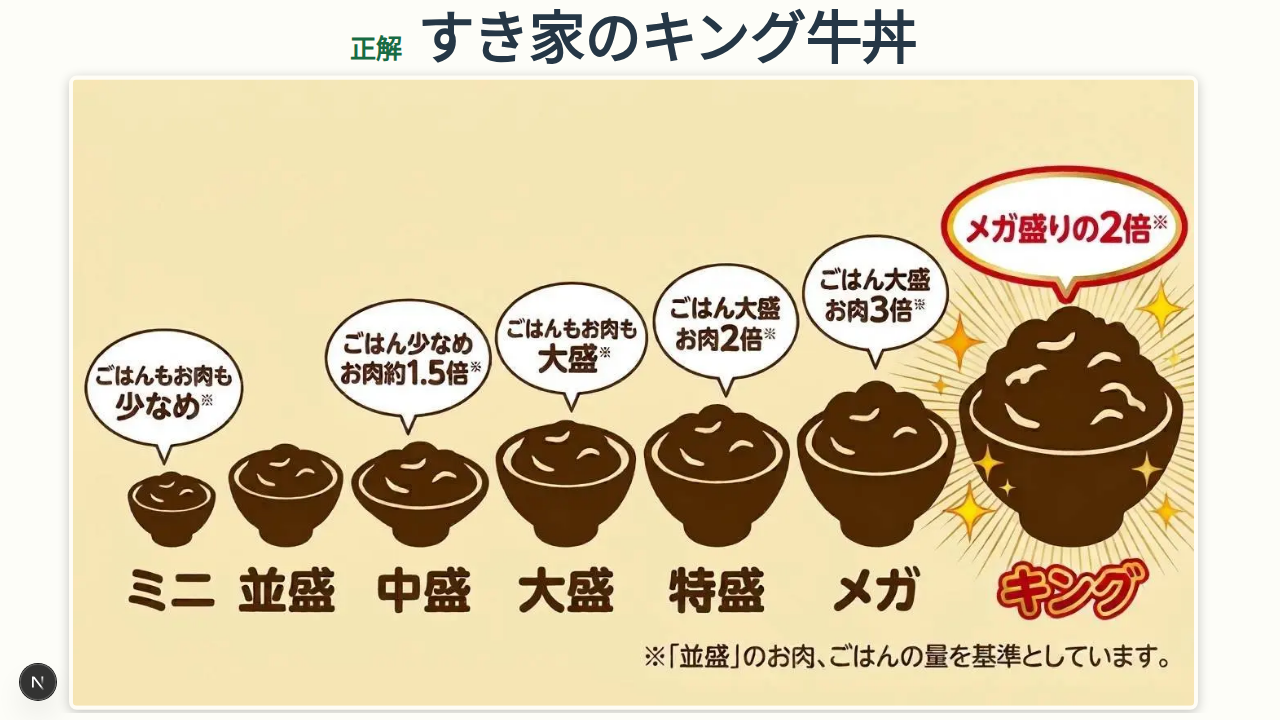 正解 すき家のキング牛丼
メガ盛りの2倍※
ごはん大盛
お肉3倍※
ごはん大盛
お肉2倍※
ごはんもお肉も
大盛※
ごはん少なめ
お肉約1.5倍※
ごはんもお肉も
少なめ※
ミニ 並盛 中盛 大盛 特盛 メガ キング
※「並盛」のお肉、ごはんの量を基準としています。
N